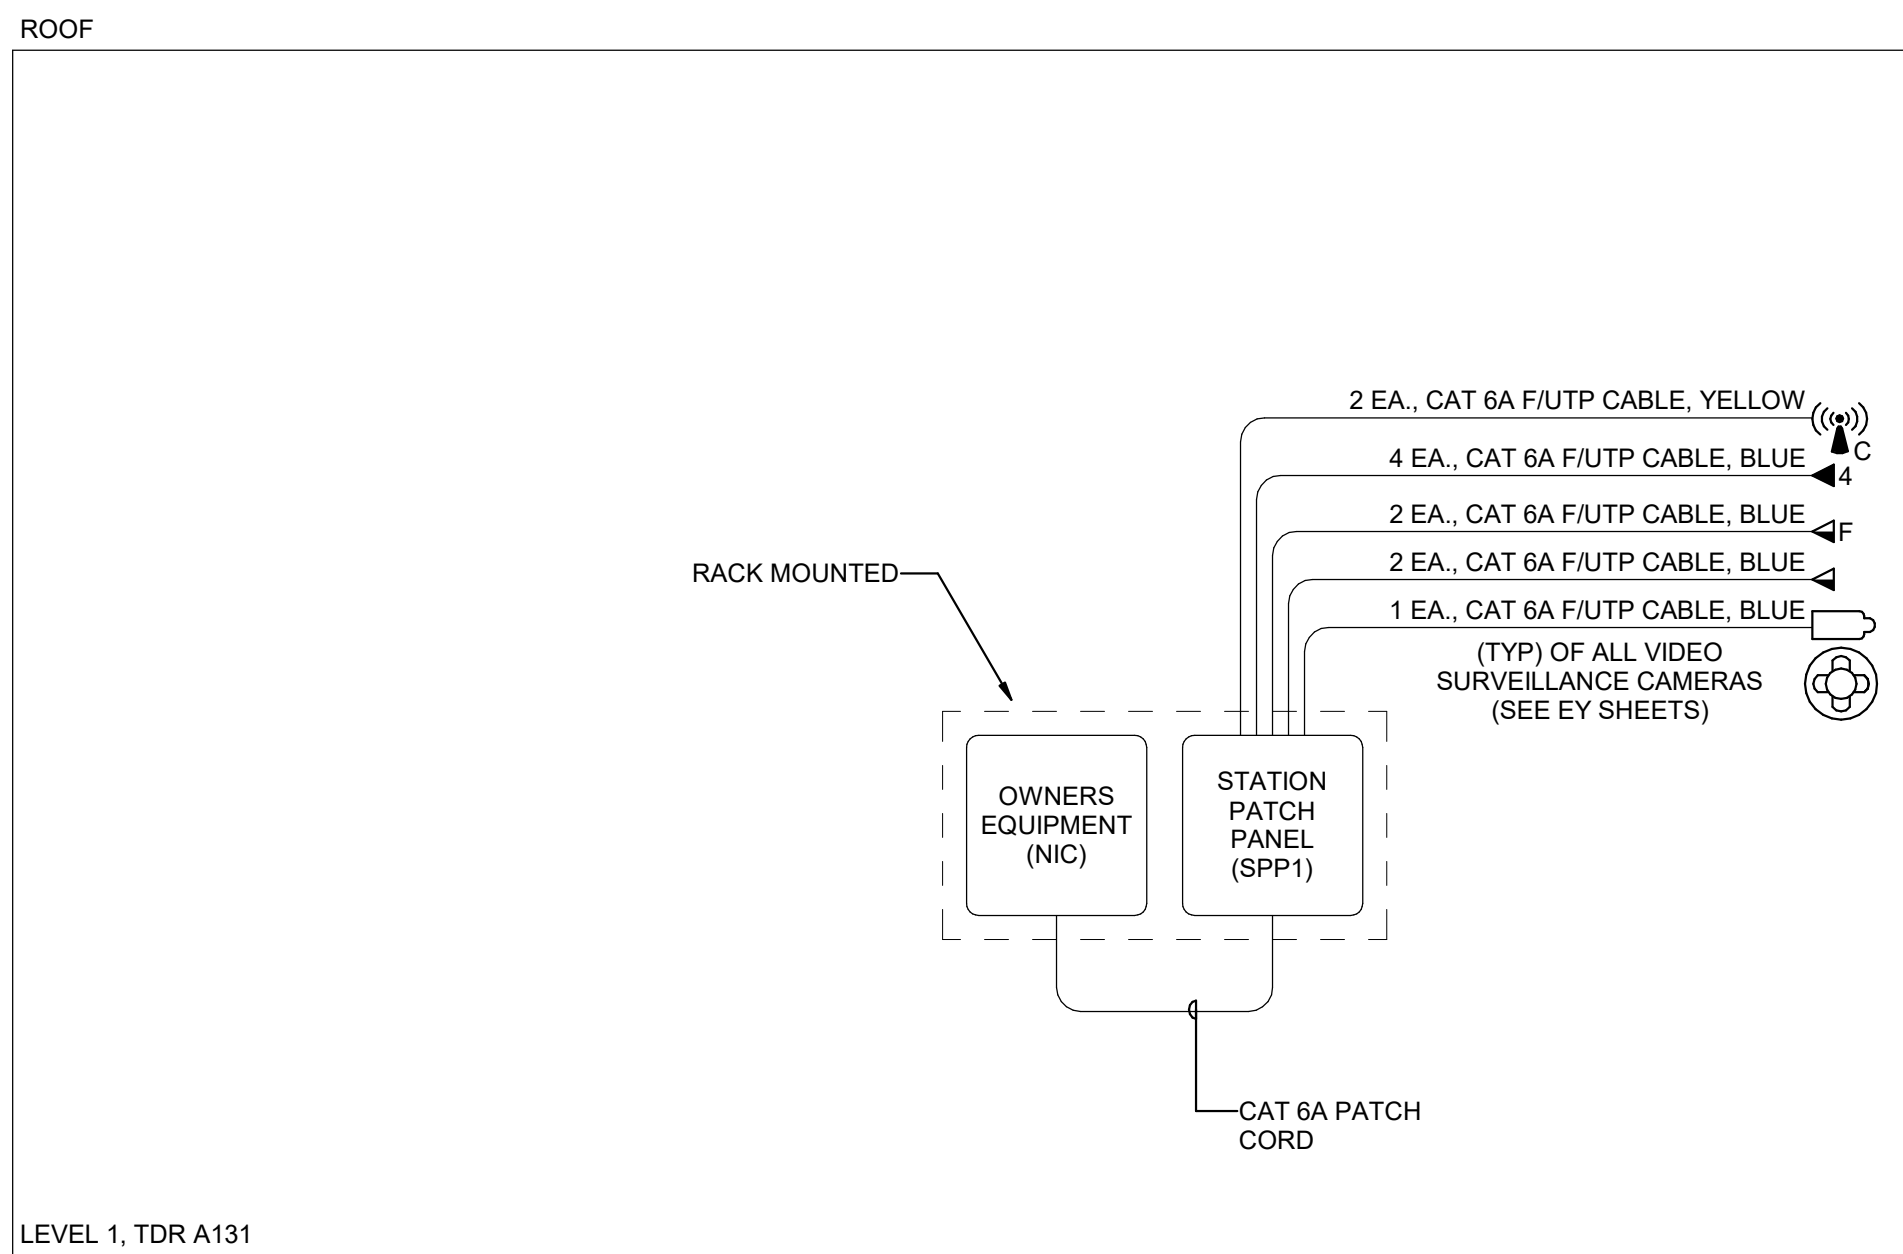 ROOF
2 EA., CAT 6A F/UTP CABLE, YELLOW
C
4 EA., CAT 6A F/UTP CABLE, BLUE
4
2 EA., CAT 6A F/UTP CABLE, BLUE
F
2 EA., CAT 6A F/UTP CABLE, BLUE
1 EA., CAT 6A F/UTP CABLE, BLUE
(TYP) OF ALL VIDEO
SURVEILLANCE CAMERAS
(SEE EY SHEETS)
RACK MOUNTED
OWNERS
EQUIPMENT
(NIC)
STATION
PATCH
PANEL
(SPP1)
CAT 6A PATCH
CORD
LEVEL 1, TDR A131